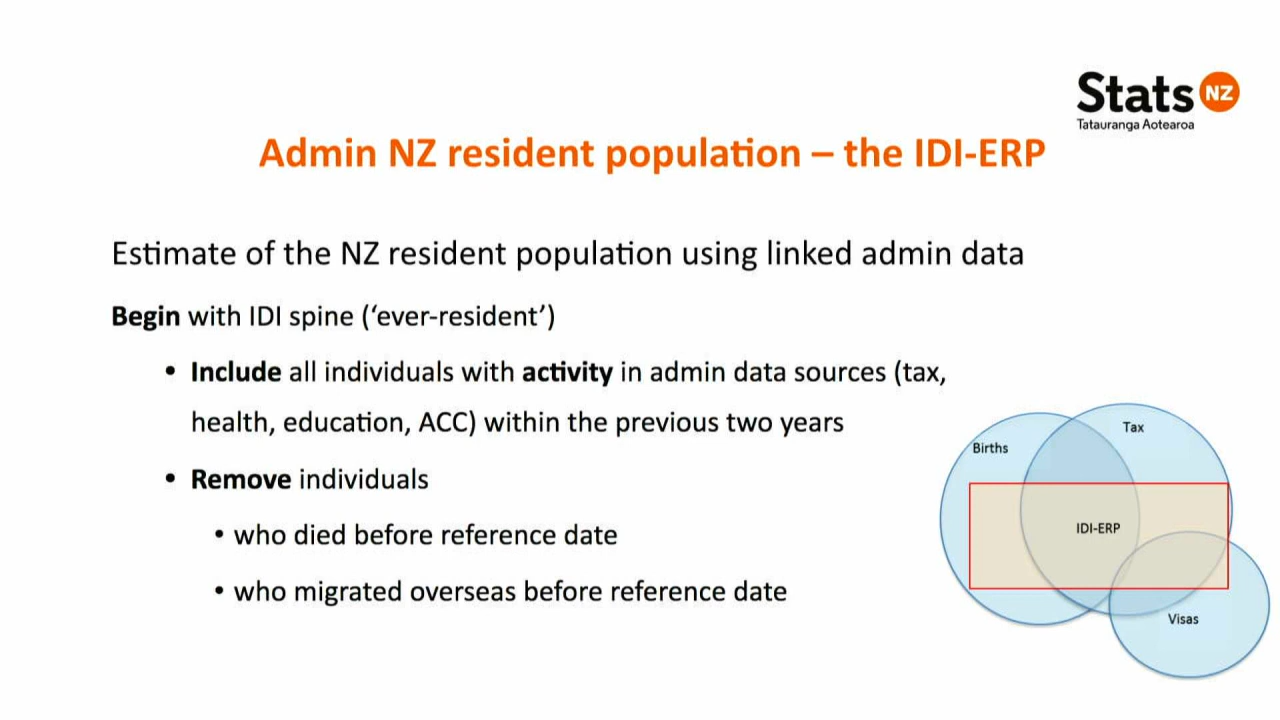 Stats NZ
Tatauranga Aotearoa
Admin NZ resident population – the IDI-ERP
Estimate of the NZ resident population using linked admin data
Begin with IDI spine (‘ever-resident’)
• Include all individuals with activity in admin data sources (tax,
health, education, ACC) within the previous two years
• Remove individuals
• who died before reference date
• who migrated overseas before reference date
Births
Tax
IDI-ERP
Visas